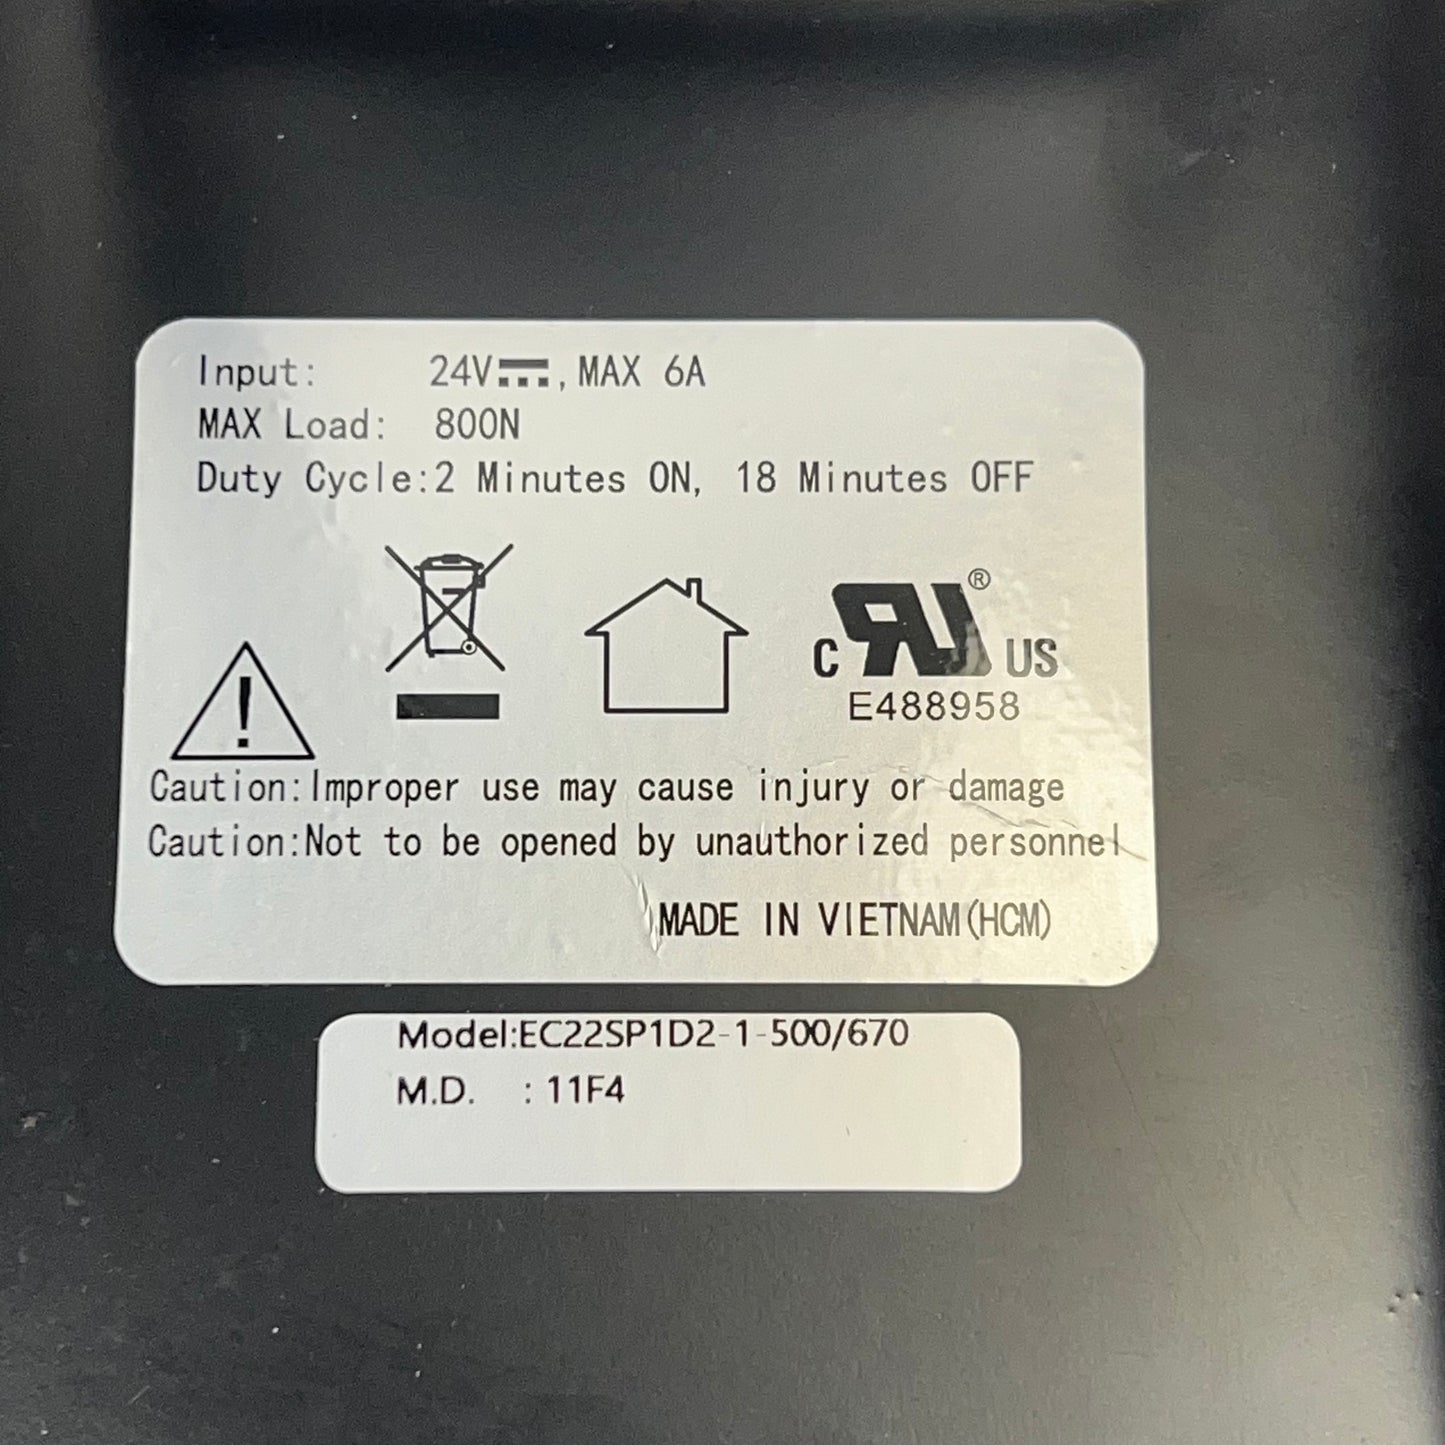 Input: 24V⎓, MAX 6A
MAX Load: 800N
Duty Cycle:2 Minutes ON, 18 Minutes OFF
!
®
C RU US
E488958
Caution:Improper use may cause injury or damage
Caution:Not to be opened by unauthorized personnel
MADE IN VIETNAM(HCM)
Model:EC22SP1D2-1-500/670
M.D. : 11F4